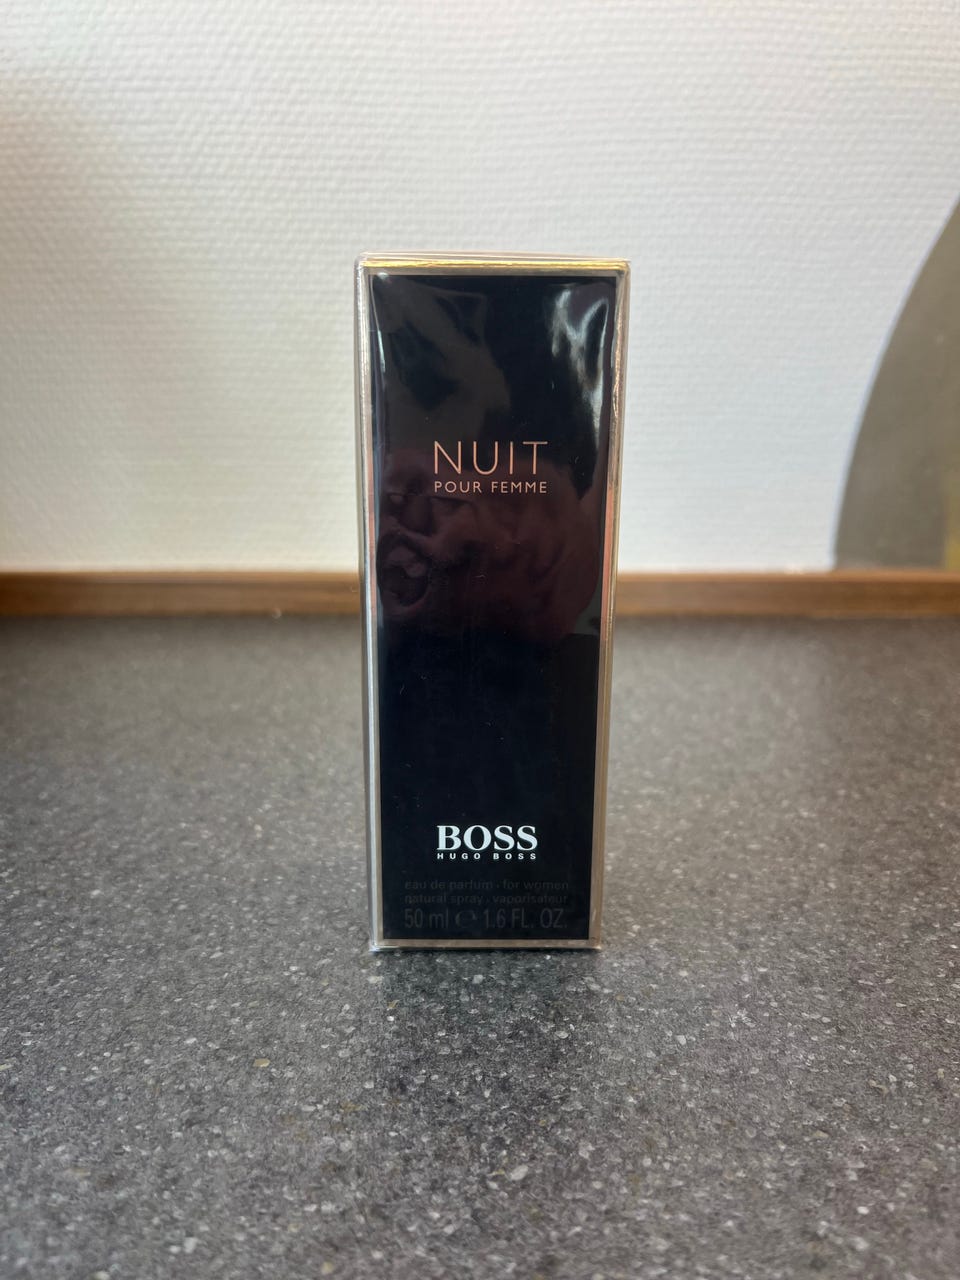 NUIT
POUR FEMME
BOSS
HUGO BOSS
eau de parfum · for women
natural spray · vaporisateur
50 ml ℮ 1.6 FL. OZ.